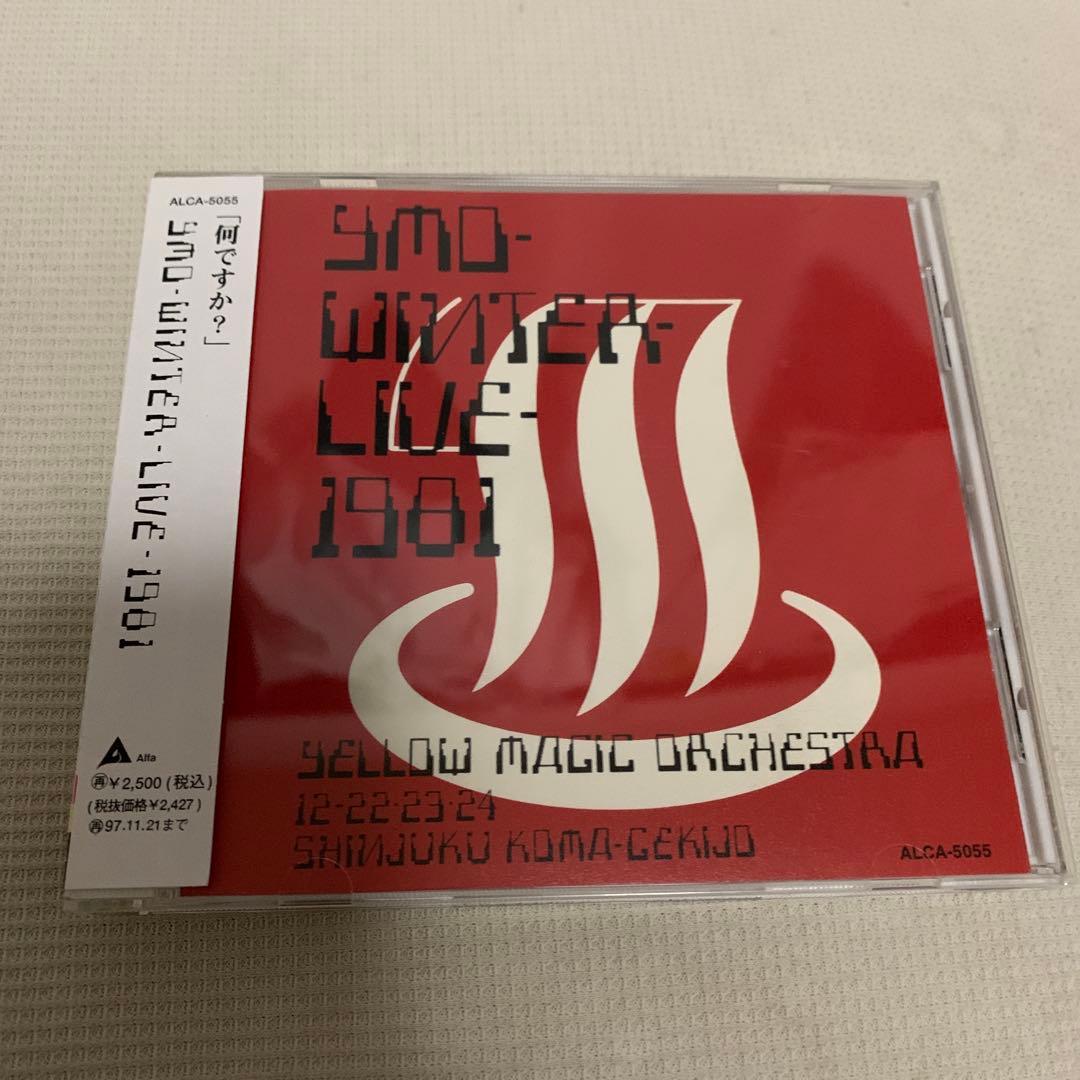 ALCA-5055
「何ですか?」
YMO-WINTER-LIVE-1981
Alfa
再¥2,500(税込)
(税抜価格¥2,427)
再97.11.21まで
YMO-
WINTER-
LIVE-
1981
YELLOW MAGIC ORCHESTRA
12-22·23·24
SHINJUKU KOMA-GEKIJO
ALCA-5055